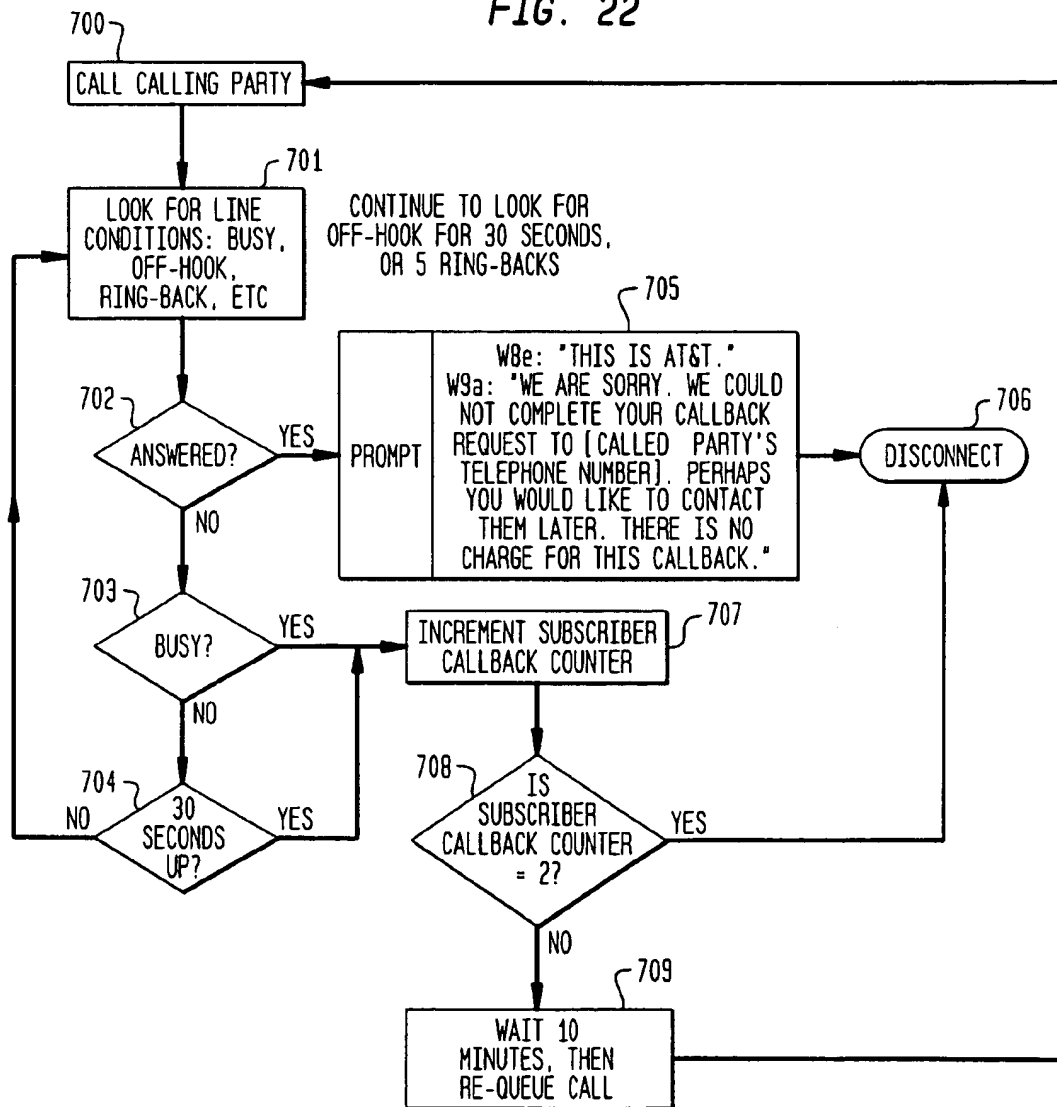 FIG. 22
700
CALL CALLING PARTY
701
LOOK FOR LINE
CONDITIONS: BUSY,
OFF-HOOK,
RING-BACK, ETC
CONTINUE TO LOOK FOR
OFF-HOOK FOR 30 SECONDS,
OR 5 RING-BACKS
702
ANSWERED?
YES
NO
705
PROMPT
W8e: "THIS IS AT&T."
W9a: "WE ARE SORRY. WE COULD
NOT COMPLETE YOUR CALLBACK
REQUEST TO [CALLED PARTY'S
TELEPHONE NUMBER]. PERHAPS
YOU WOULD LIKE TO CONTACT
THEM LATER. THERE IS NO
CHARGE FOR THIS CALLBACK."
706
DISCONNECT
703
BUSY?
YES
NO
707
INCREMENT SUBSCRIBER
CALLBACK COUNTER
704
30
SECONDS
UP?
NO
YES
708
IS
SUBSCRIBER
CALLBACK COUNTER
= 2?
YES
NO
709
WAIT 10
MINUTES, THEN
RE-QUEUE CALL